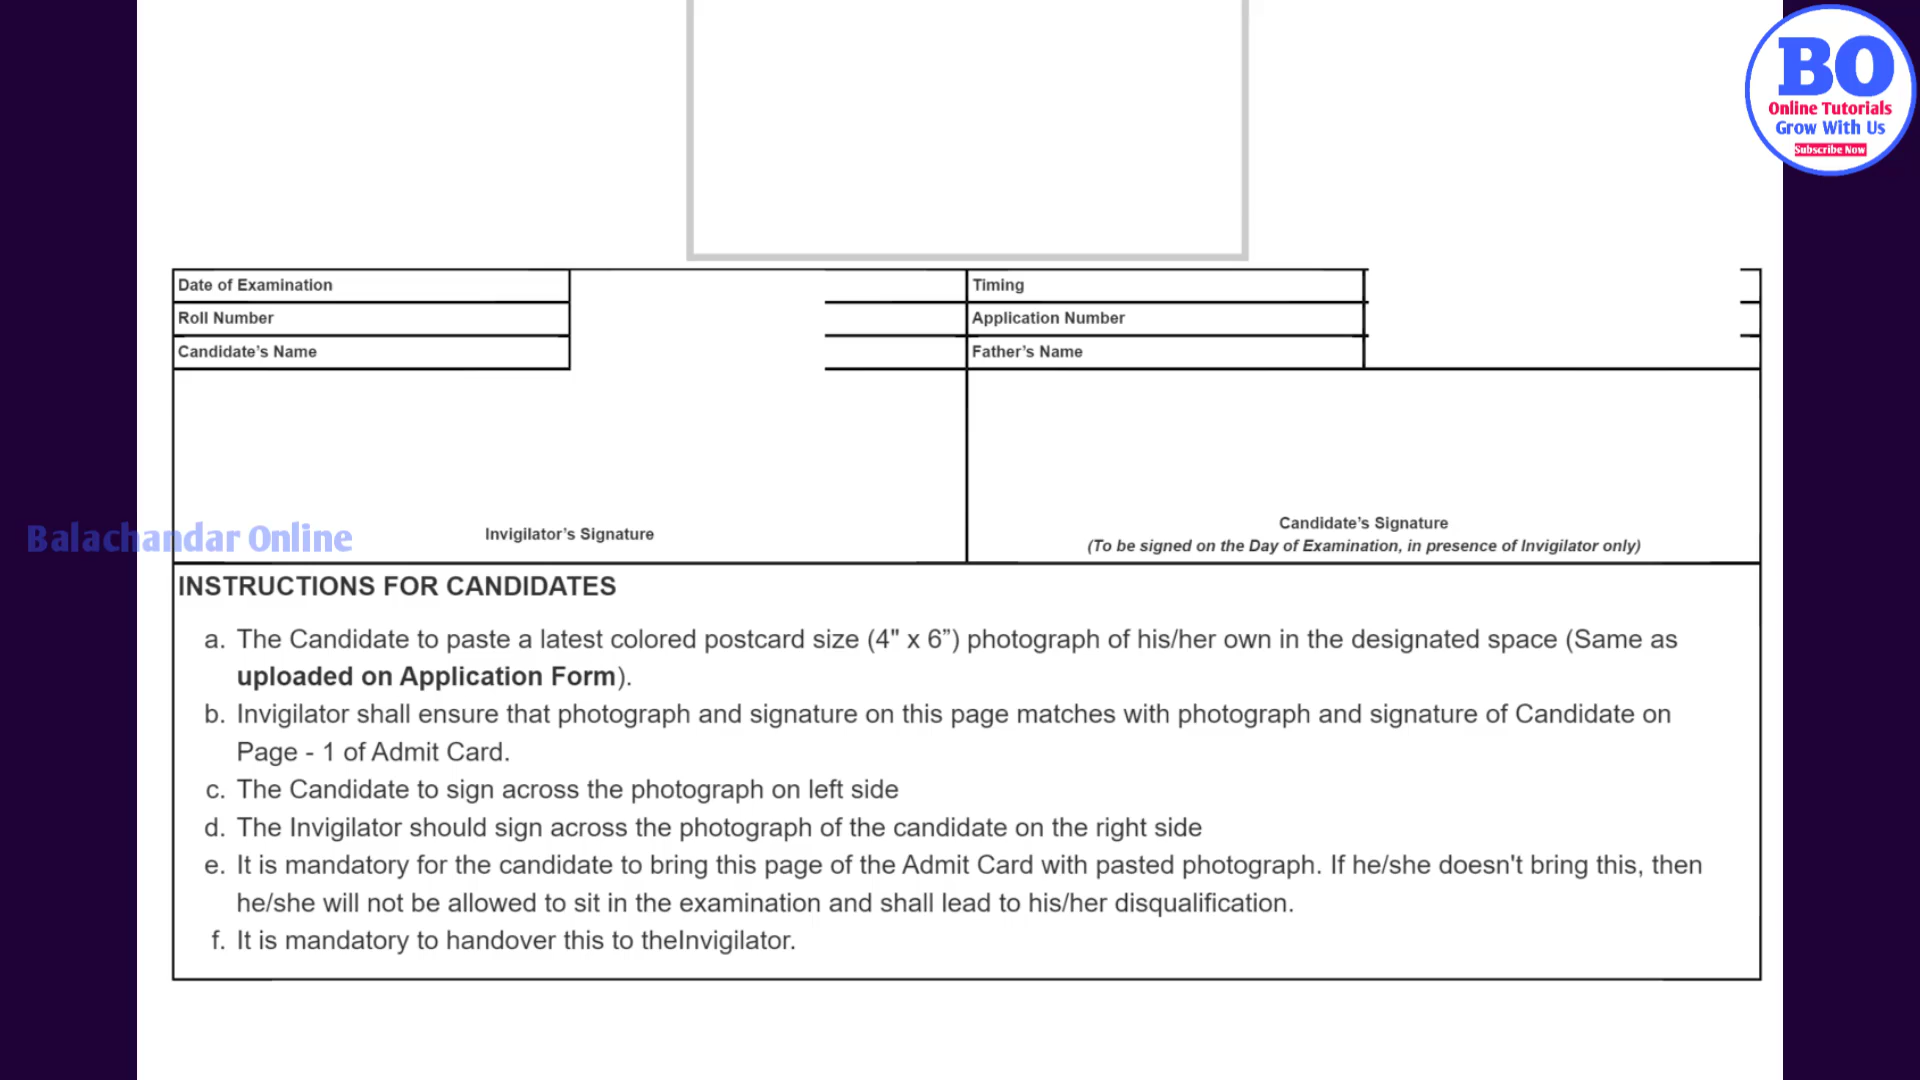 BO
Online Tutorials
Grow With Us
Subscribe Now
Date of Examination
Timing
Roll Number
Application Number
Candidate’s Name
Father’s Name
Invigilator’s Signature
Candidate’s Signature
(To be signed on the Day of Examination, in presence of Invigilator only)
Balachandar Online
INSTRUCTIONS FOR CANDIDATES
a. The Candidate to paste a latest colored postcard size (4" x 6”) photograph of his/her own in the designated space (Same as
uploaded on Application Form).
b. Invigilator shall ensure that photograph and signature on this page matches with photograph and signature of Candidate on
Page - 1 of Admit Card.
c. The Candidate to sign across the photograph on left side
d. The Invigilator should sign across the photograph of the candidate on the right side
e. It is mandatory for the candidate to bring this page of the Admit Card with pasted photograph. If he/she doesn't bring this, then
he/she will not be allowed to sit in the examination and shall lead to his/her disqualification.
f. It is mandatory to handover this to theInvigilator.